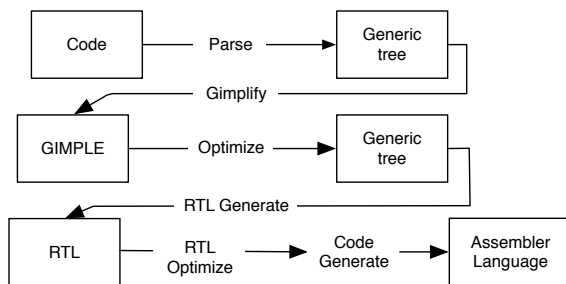 Code
Parse
Generic
tree
Gimplify
GIMPLE
Optimize
Generic
tree
RTL Generate
RTL
RTL
Optimize
Code
Generate
Assembler
Language